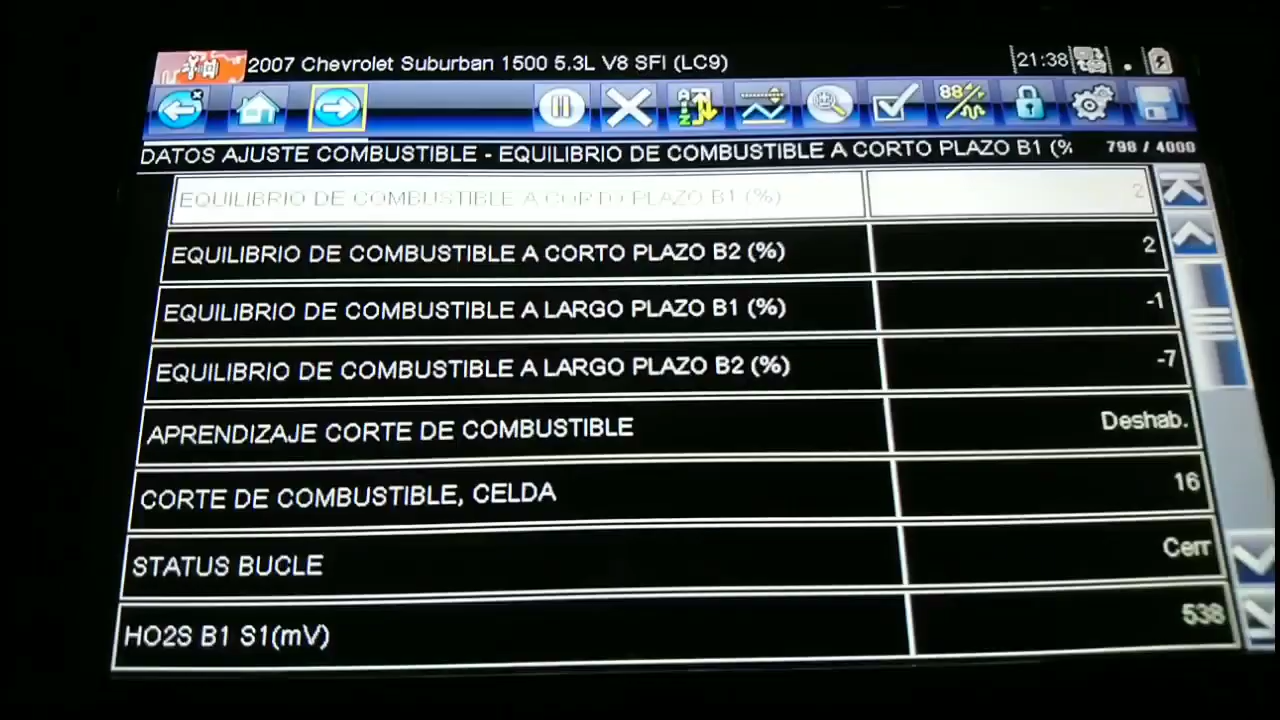 2007 Chevrolet Suburban 1500 5.3L V8 SFI (LC9) 21:38
88%
DATOS AJUSTE COMBUSTIBLE - EQUILIBRIO DE COMBUSTIBLE A CORTO PLAZO B1 (% 798 / 4000
EQUILIBRIO DE COMBUSTIBLE A CORTO PLAZO B1 (%) 2
EQUILIBRIO DE COMBUSTIBLE A CORTO PLAZO B2 (%) 2
EQUILIBRIO DE COMBUSTIBLE A LARGO PLAZO B1 (%) -1
EQUILIBRIO DE COMBUSTIBLE A LARGO PLAZO B2 (%) -7
APRENDIZAJE CORTE DE COMBUSTIBLE Deshab.
CORTE DE COMBUSTIBLE, CELDA 16
STATUS BUCLE Cerr
HO2S B1 S1(mV) 538